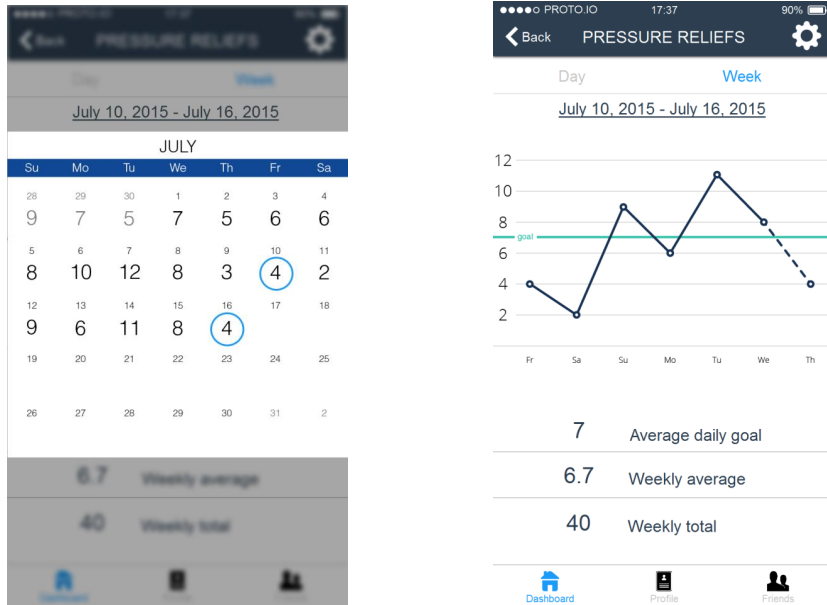 Back PRESSURE RELIEFS
Day Week
July 10, 2015 - July 16, 2015
JULY
Su Mo Tu We Th Fr Sa
28 29 30 1 2 3 4
9 7 5 7 5 6 6
5 6 7 8 9 10 11
8 10 12 8 3 4 2
12 13 14 15 16 17 18
9 6 11 8 4
19 20 21 22 23 24 25
26 27 28 29 30 31 2
6.7 Weekly average
40 Weekly total
Dashboard
PROTO.IO 17:37 90%
Back PRESSURE RELIEFS
Day Week
July 10, 2015 - July 16, 2015
12
10
8
goal
6
4
2
Fr Sa Su Mo Tu We Th
7 Average daily goal
6.7 Weekly average
40 Weekly total
Dashboard Profile Friends